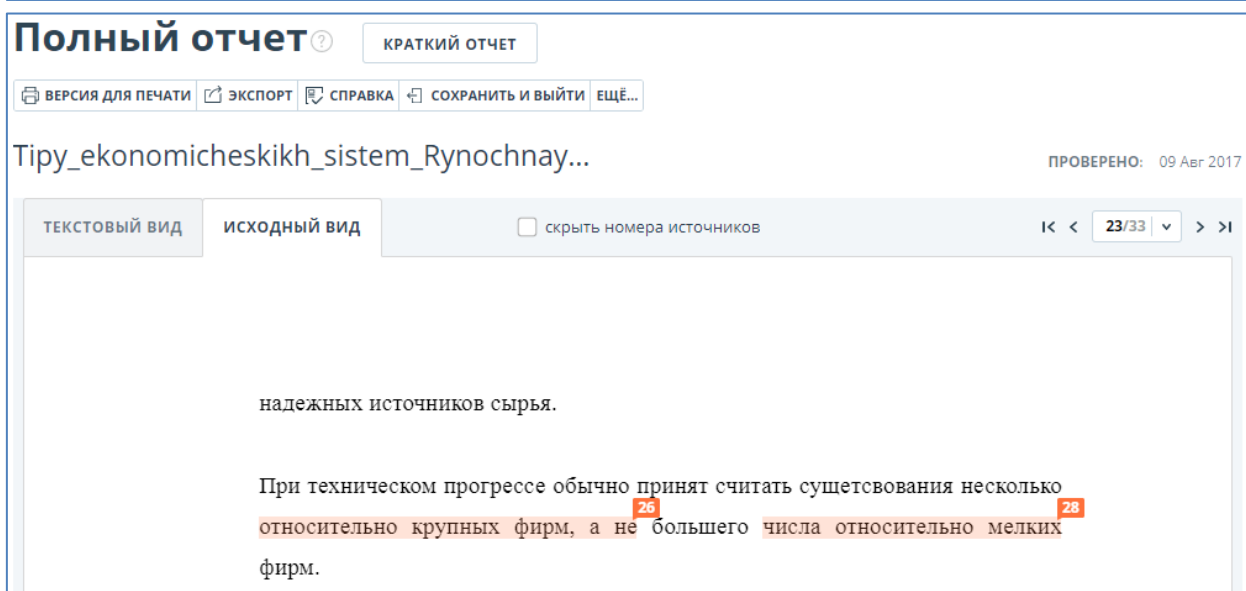 Полный отчет ? КРАТКИЙ ОТЧЕТ
ВЕРСИЯ ДЛЯ ПЕЧАТИ ЭКСПОРТ СПРАВКА СОХРАНИТЬ И ВЫЙТИ ЕЩЁ...
Tipy_ekonomicheskikh_sistem_Rynochnay...
ПРОВЕРЕНО: 09 Авг 2017
ТЕКСТОВЫЙ ВИД ИСХОДНЫЙ ВИД скрыть номера источников 23/33
надежных источников сырья.
При техническом прогрессе обычно принят считать сущетсвования несколько
26 28
относительно крупных фирм, а не большего числа относительно мелких
фирм.